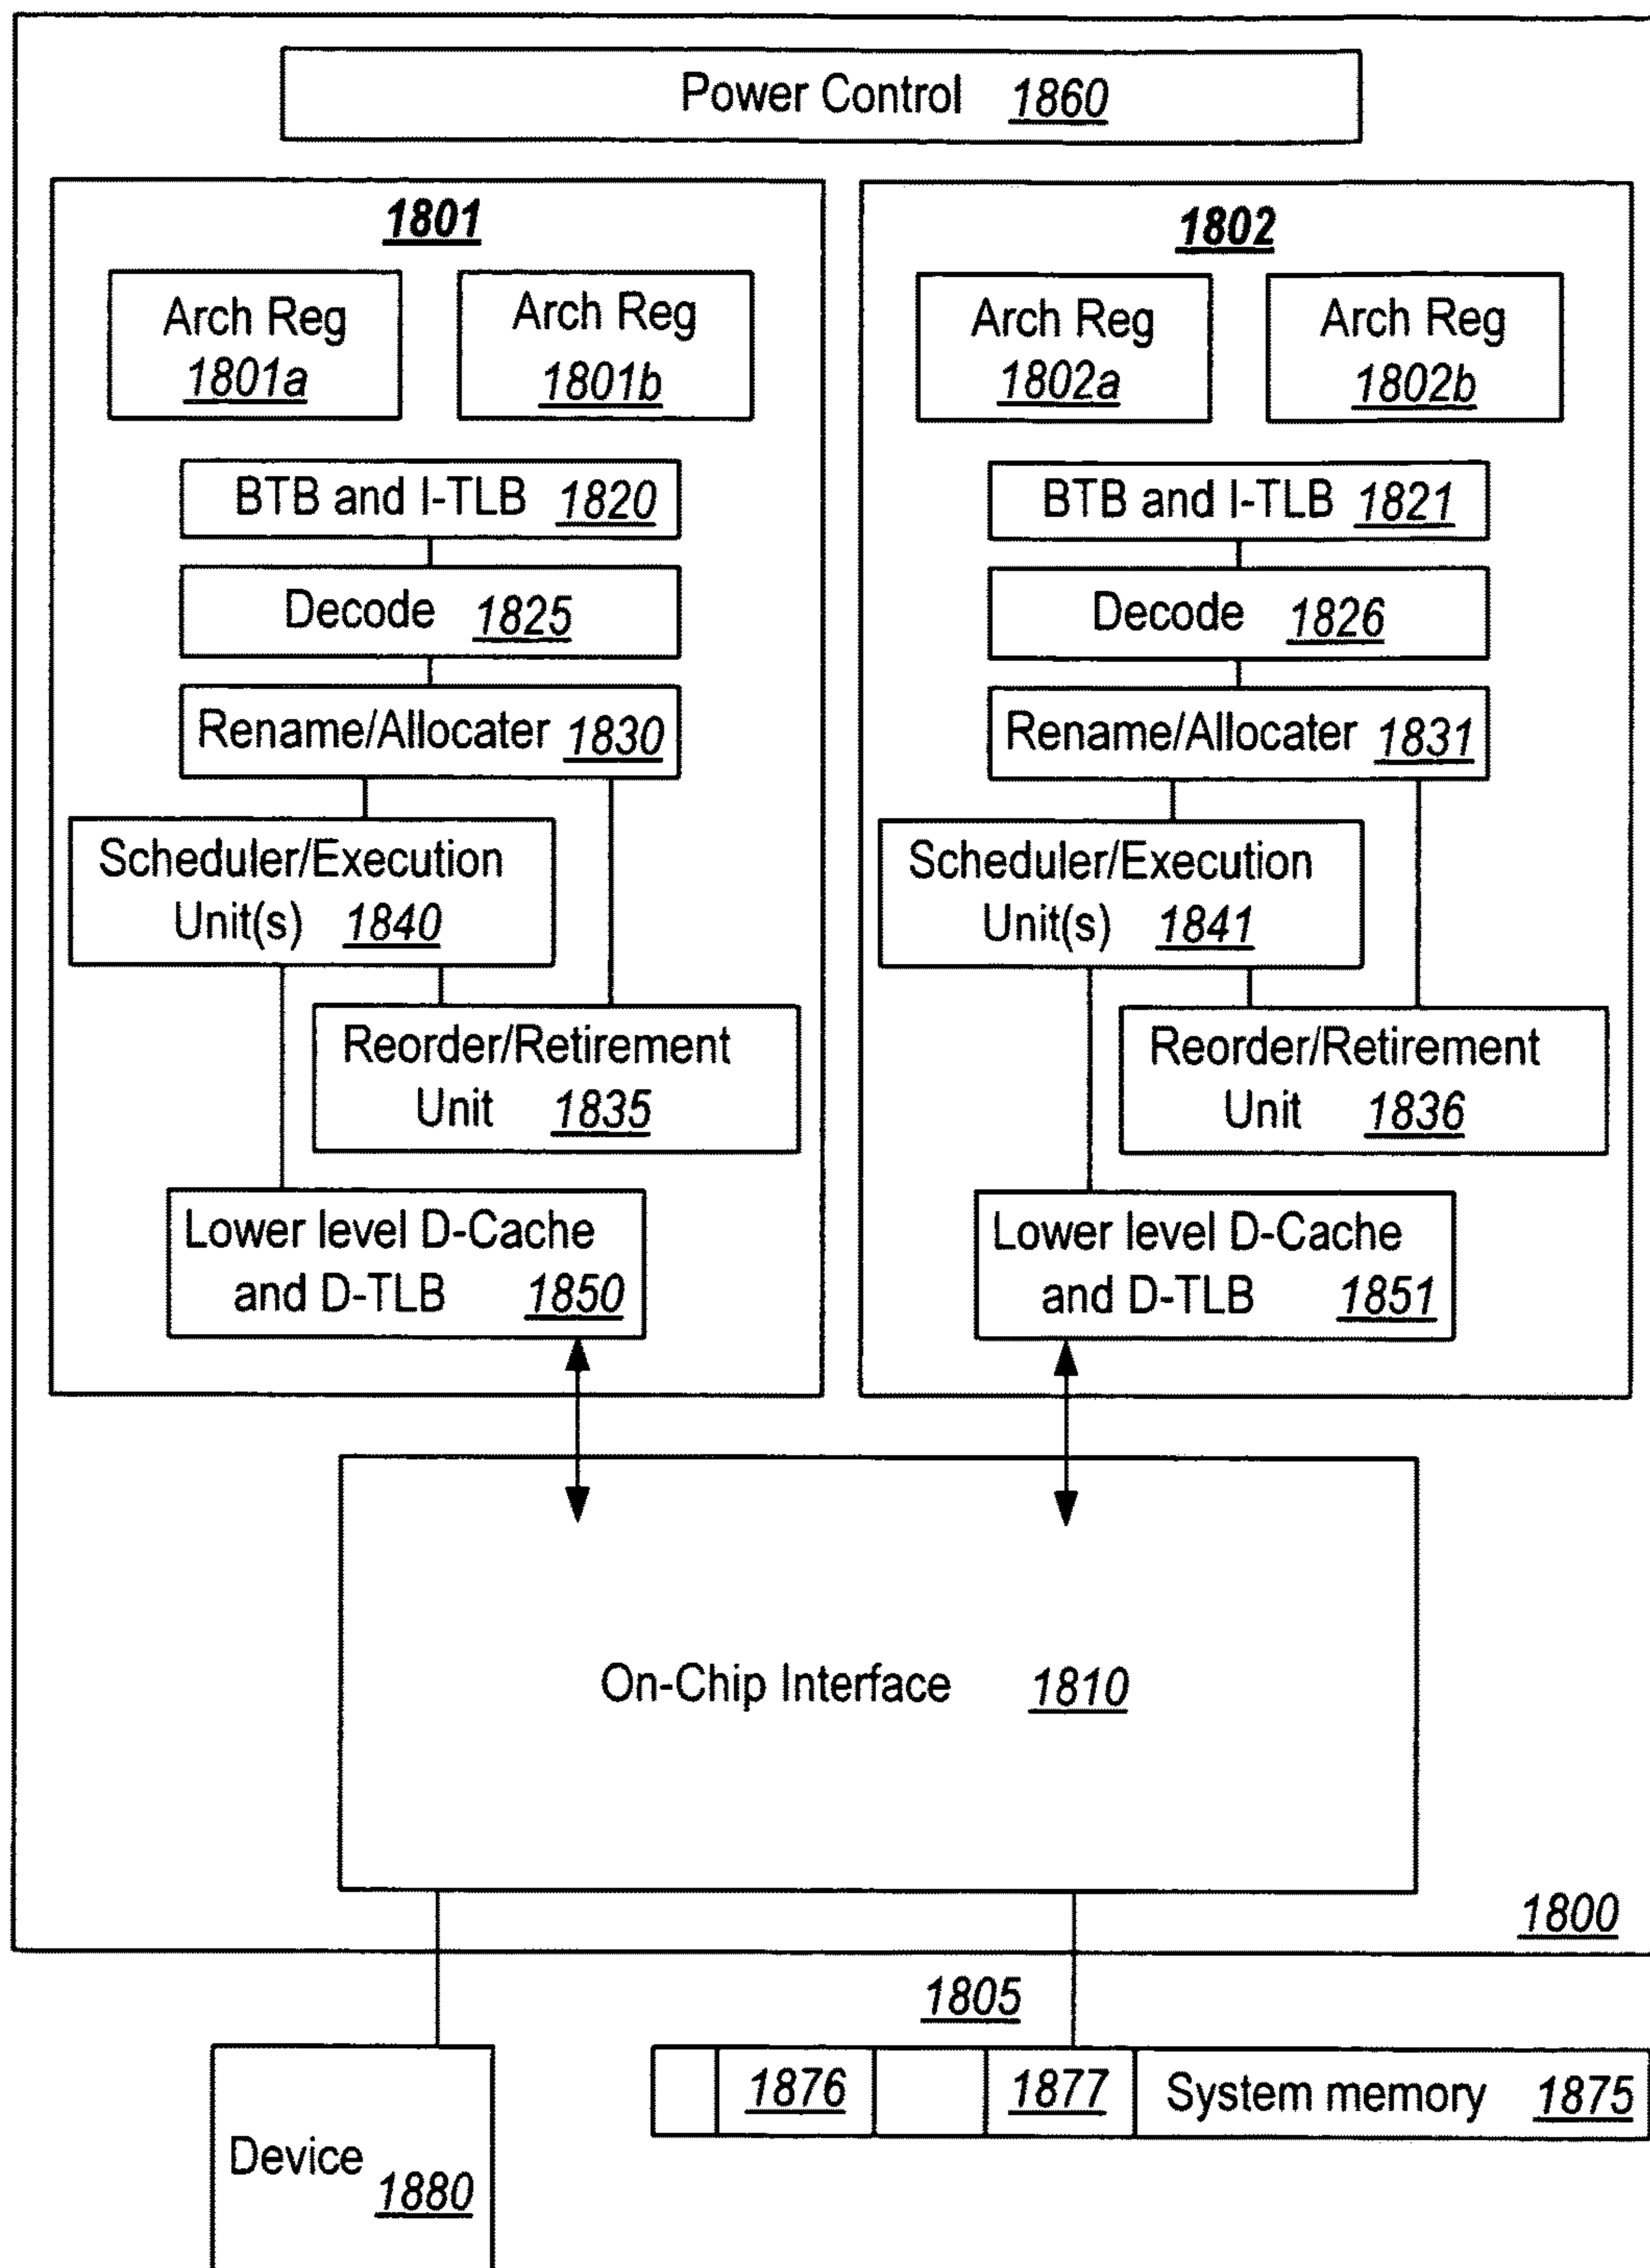 Power Control 1860
1801
Arch Reg
1801a
Arch Reg
1801b
BTB and I-TLB 1820
Decode 1825
Rename/Allocater 1830
Scheduler/Execution
Unit(s) 1840
Reorder/Retirement
Unit 1835
Lower level D-Cache
and D-TLB 1850
1802
Arch Reg
1802a
Arch Reg
1802b
BTB and I-TLB 1821
Decode 1826
Rename/Allocater 1831
Scheduler/Execution
Unit(s) 1841
Reorder/Retirement
Unit 1836
Lower level D-Cache
and D-TLB 1851
On-Chip Interface 1810
1800
1805
1876
1877
System memory 1875
Device 1880